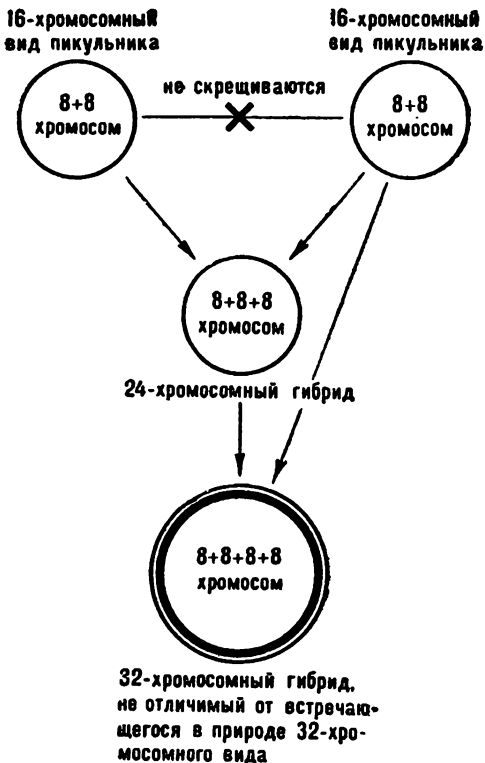 16-хромосомный
вид пикульника
16-хромосомный
вид пикульника
не скрещиваются
8+8
хромосом
8+8
хромосом
8+8+8
хромосом
24-хромосомный гибрид
8+8+8+8
хромосом
32-хромосомный гибрид,
не отличимый от встречаю-
щегося в природе 32-хро-
мосомного вида